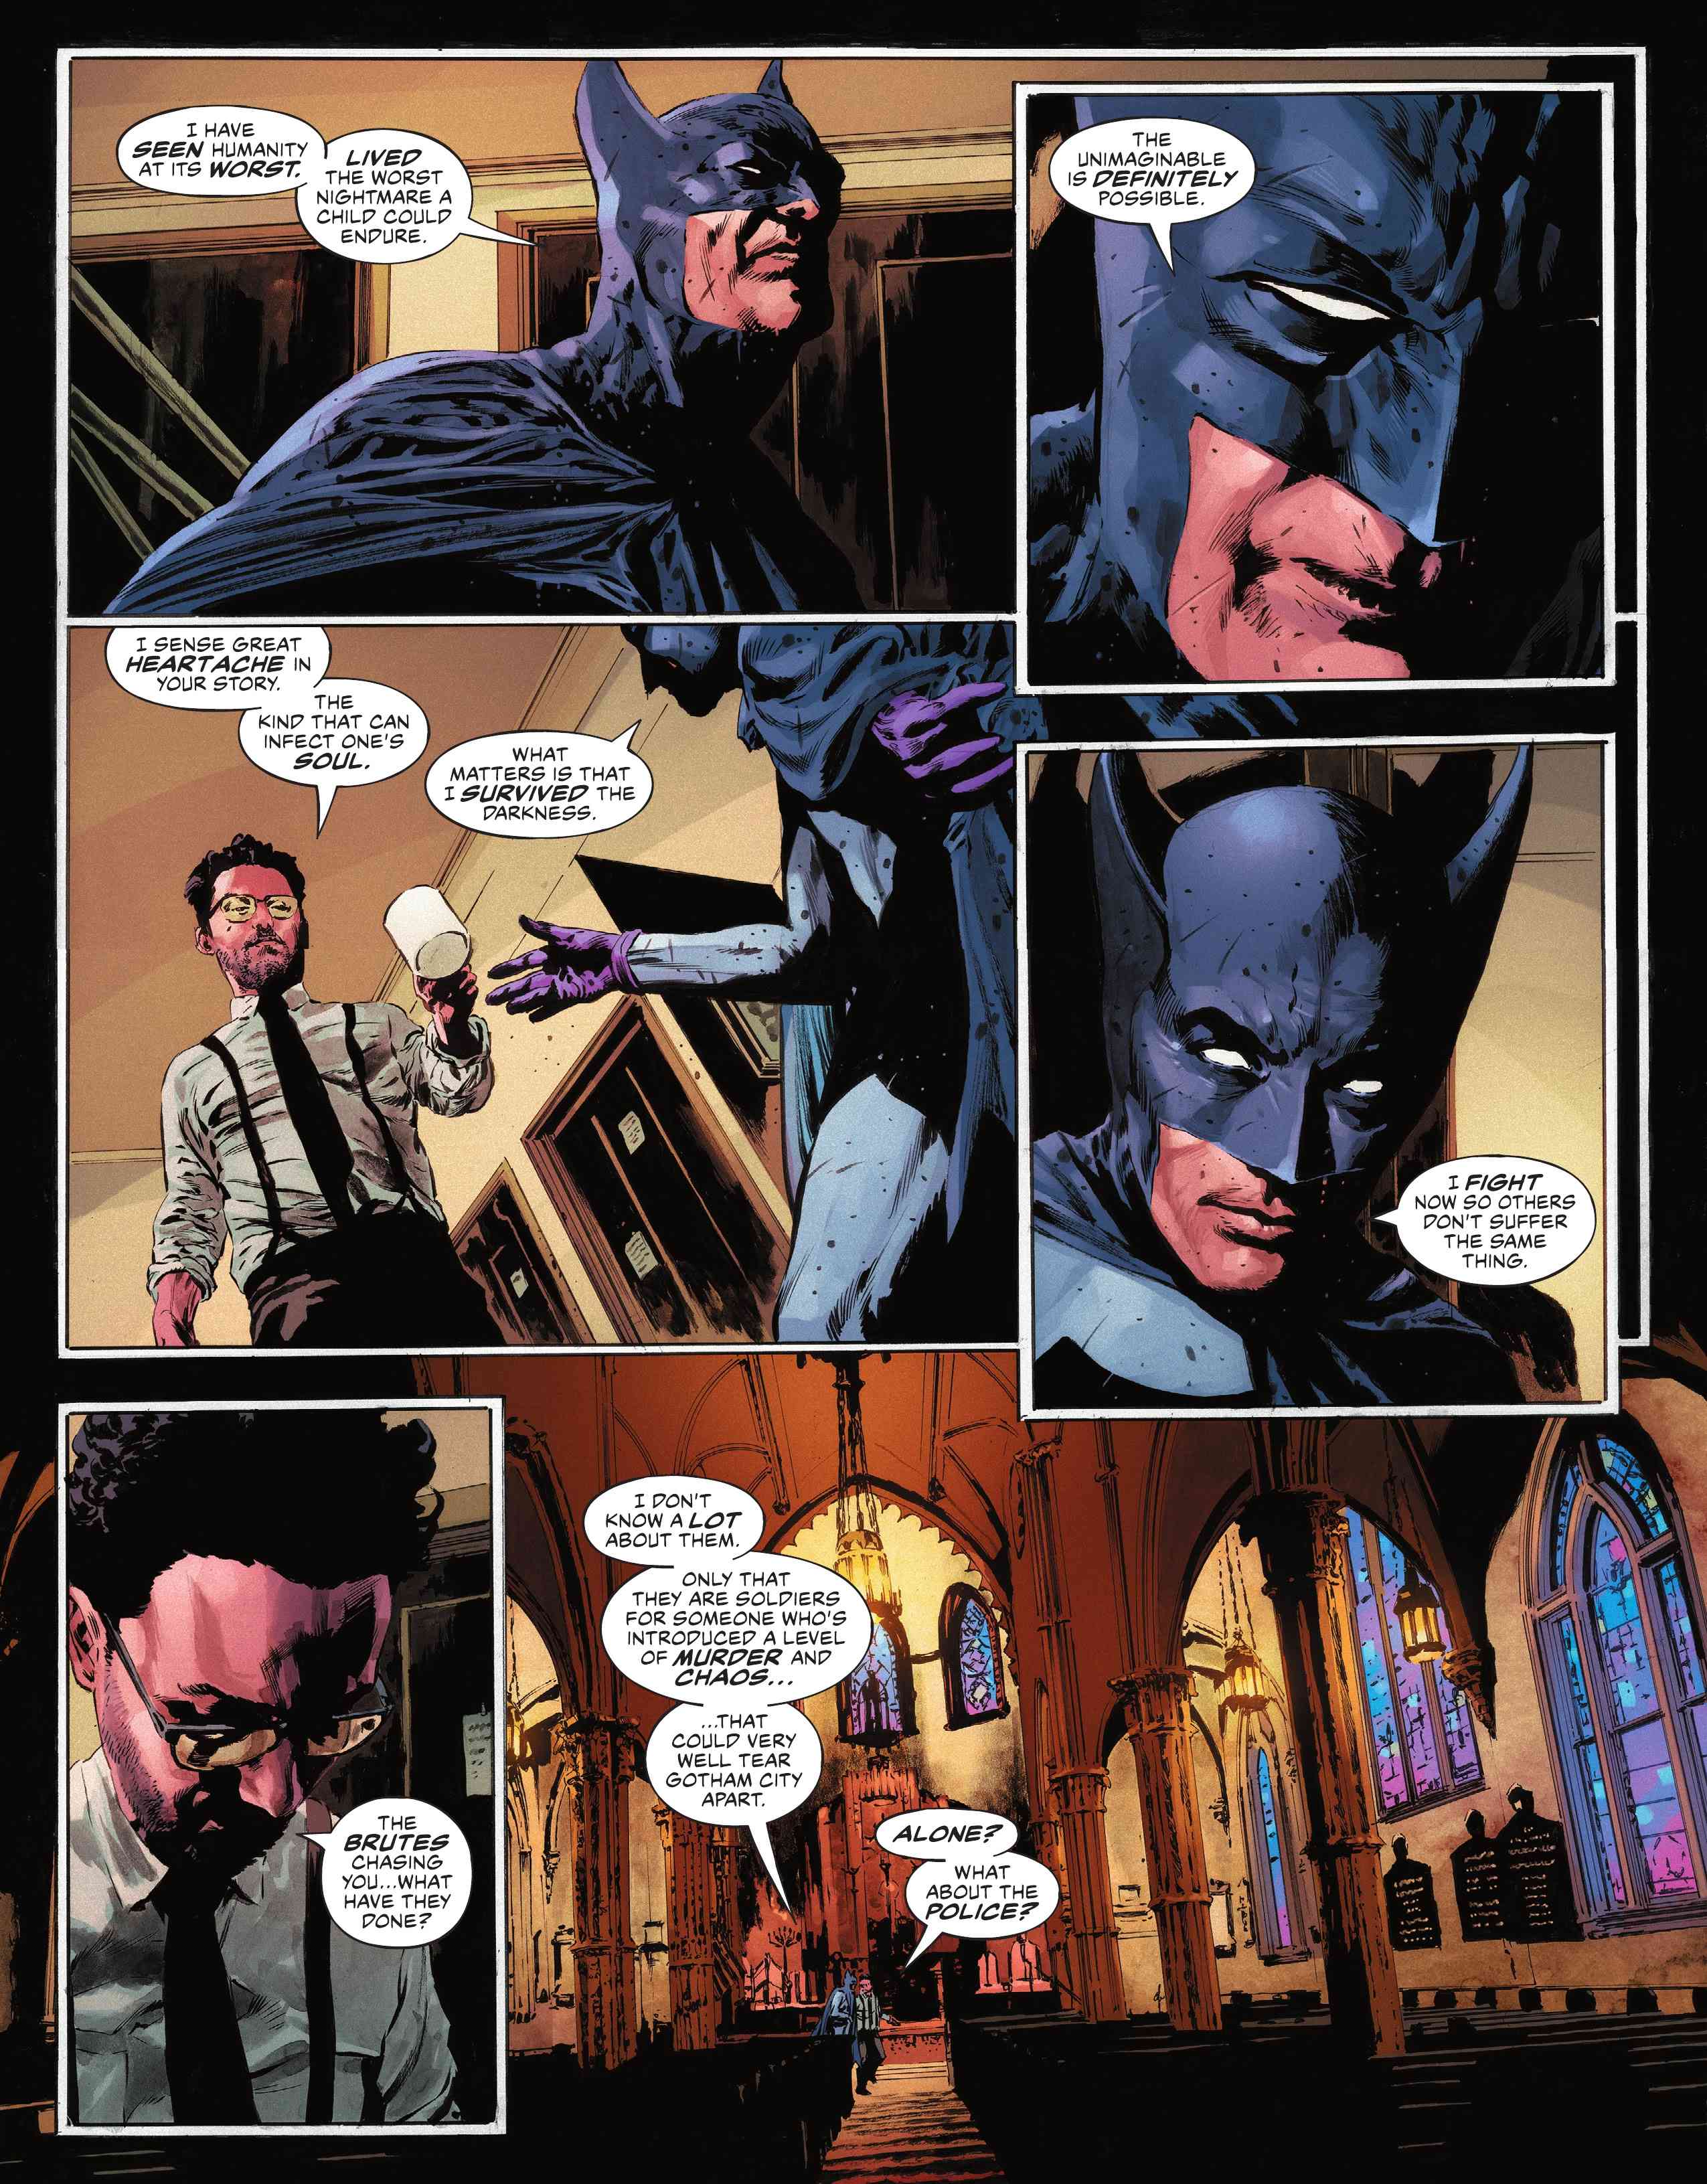 I HAVE
SEEN HUMANITY
AT ITS WORST.
LIVED
THE WORST
NIGHTMARE A
CHILD COULD
ENDURE.
THE
UNIMAGINABLE
IS DEFINITELY
POSSIBLE.
I SENSE GREAT
HEARTACHE IN
YOUR STORY.
THE
KIND THAT CAN
INFECT ONE'S
SOUL.
WHAT
MATTERS IS THAT
I SURVIVED THE
DARKNESS.
I FIGHT
NOW SO OTHERS
DON'T SUFFER
THE SAME
THING.
THE
BRUTES
CHASING
YOU...WHAT
HAVE THEY
DONE?
I DON'T
KNOW A LOT
ABOUT THEM.
ONLY THAT
THEY ARE SOLDIERS
FOR SOMEONE WHO'S
INTRODUCED A LEVEL
OF MURDER AND
CHAOS...
...THAT
COULD VERY
WELL TEAR
GOTHAM CITY
APART.
ALONE?
WHAT
ABOUT THE
POLICE?